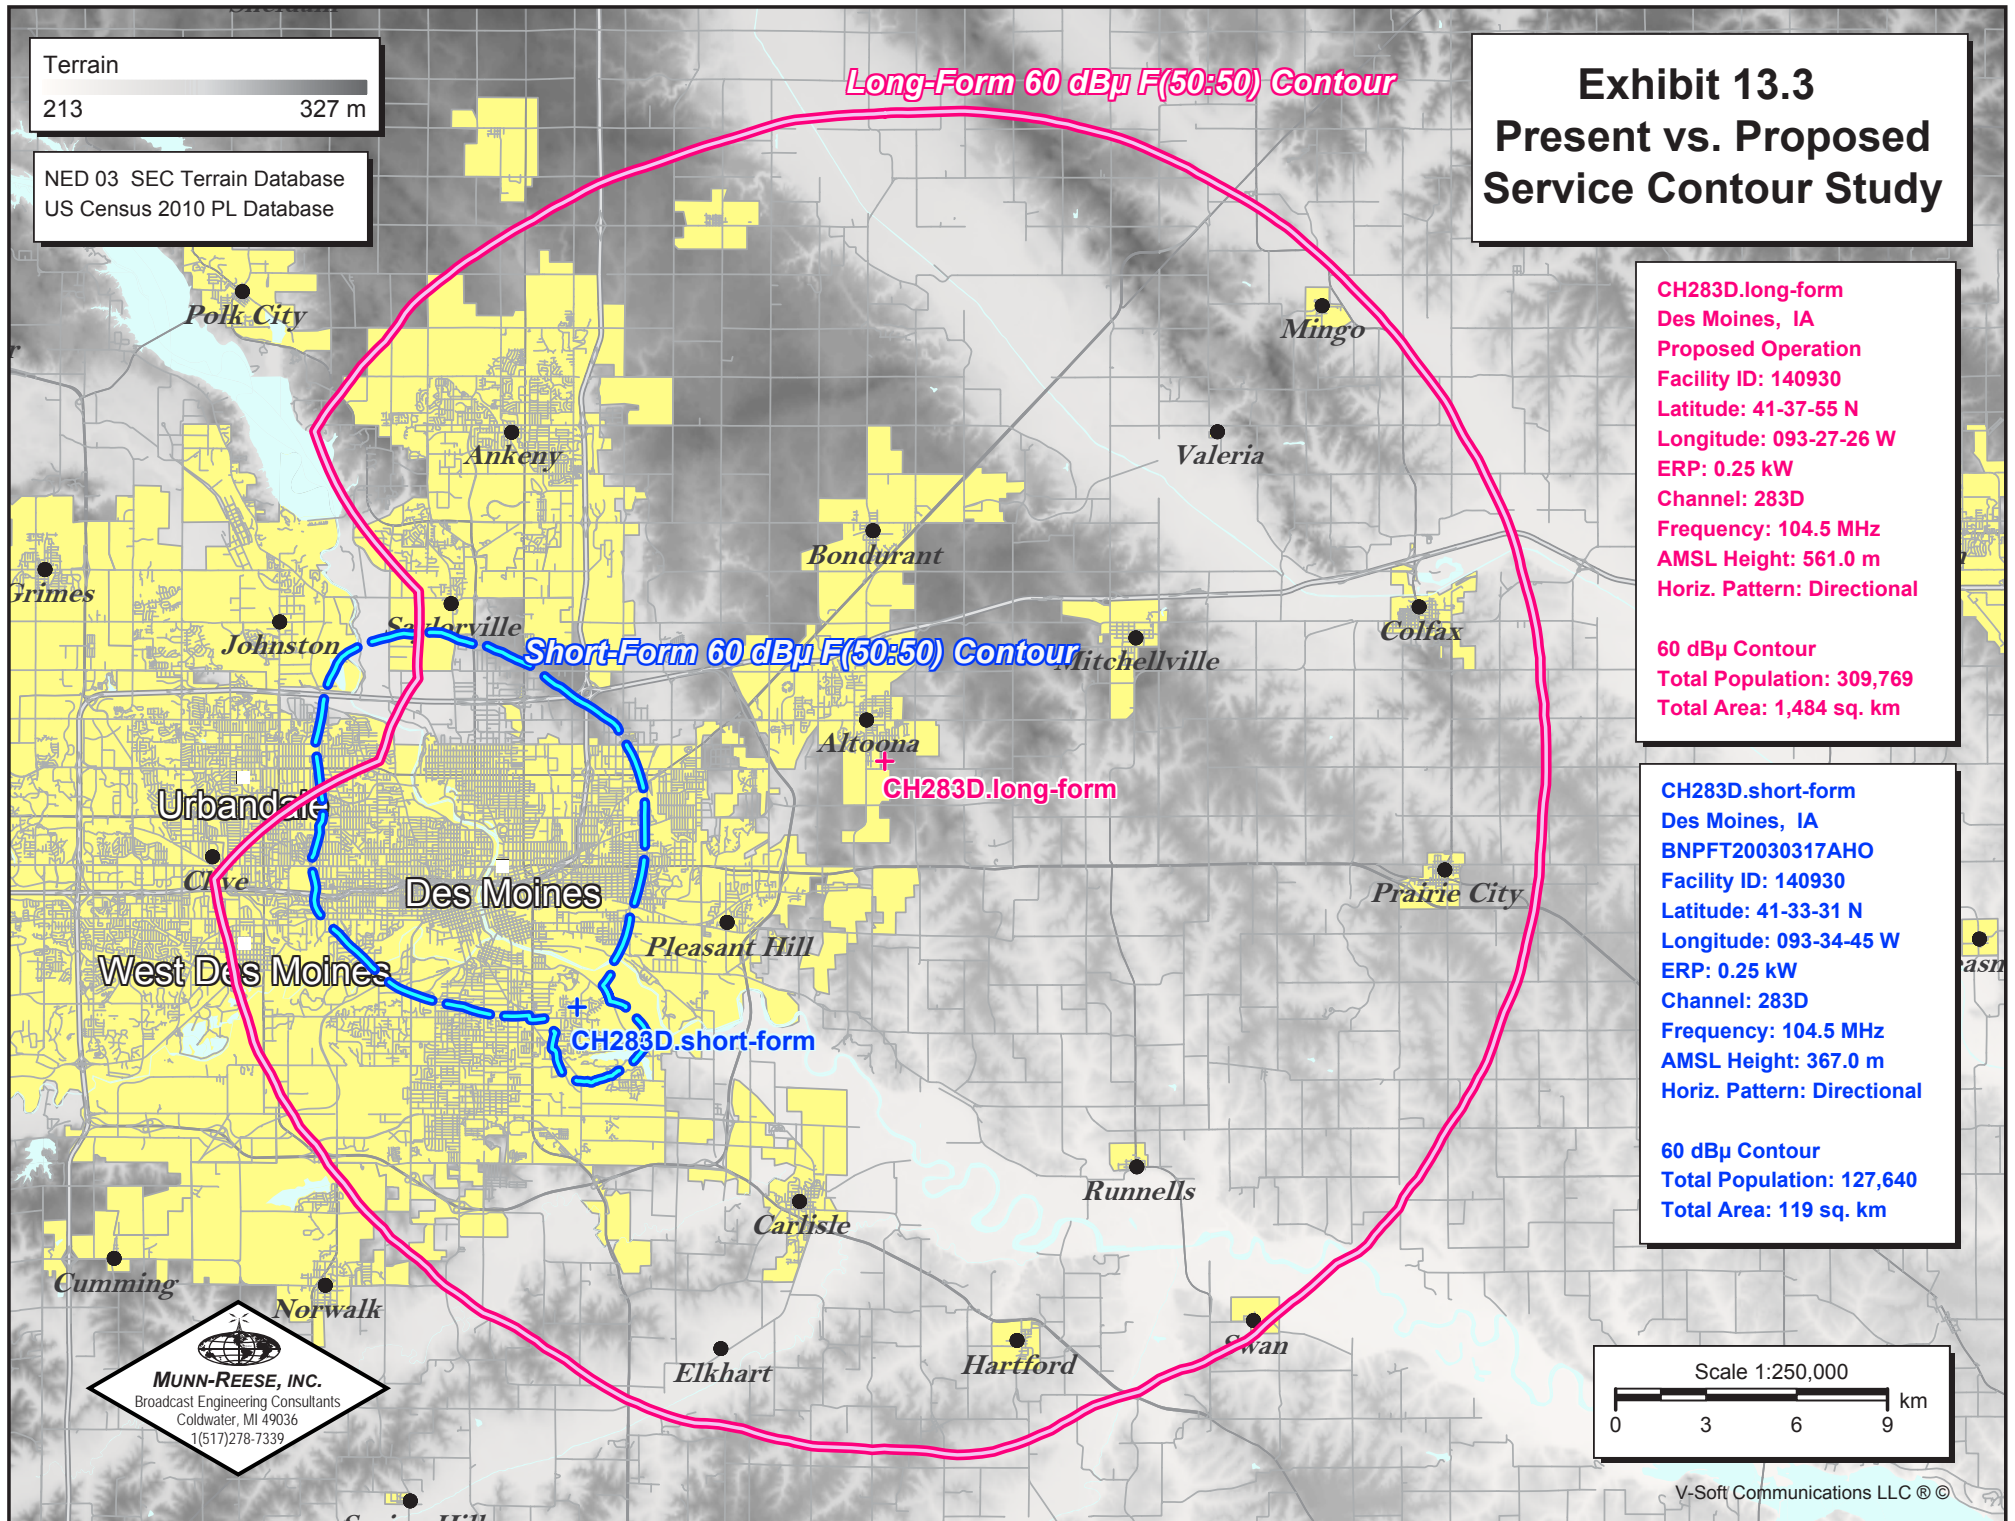 Terrain
213 327 m
NED 03 SEC Terrain Database
US Census 2010 PL Database
Long-Form 60 dBµ F(50:50) Contour
Exhibit 13.3
Present vs. Proposed
Service Contour Study
CH283D.long-form
Des Moines, IA
Proposed Operation
Facility ID: 140930
Latitude: 41-37-55 N
Longitude: 093-27-26 W
ERP: 0.25 kW
Channel: 283D
Frequency: 104.5 MHz
AMSL Height: 561.0 m
Horiz. Pattern: Directional
60 dBµ Contour
Total Population: 309,769
Total Area: 1,484 sq. km
CH283D.short-form
Des Moines, IA
BNPFT20030317AHO
Facility ID: 140930
Latitude: 41-33-31 N
Longitude: 093-34-45 W
ERP: 0.25 kW
Channel: 283D
Frequency: 104.5 MHz
AMSL Height: 367.0 m
Horiz. Pattern: Directional
60 dBµ Contour
Total Population: 127,640
Total Area: 119 sq. km
Polk City
Mingo
Ankeny
Valeria
Bondurant
Grimes
Johnston
Saylorville
Short-Form 60 dBµ F(50:50) Contour
Mitchellville
Colfax
Altoona
CH283D.long-form
Urbandale
Clive
Des Moines
Prairie City
Pleasant Hill
West Des Moines
CH283D.short-form
Runnells
Carlisle
Cumming
Norwalk
Elkhart
Hartford
Swan
MUNN-REESE, INC.
Broadcast Engineering Consultants
Coldwater, MI 49036
1(517)278-7339
Scale 1:250,000
km
0 3 6 9
V-Soft Communications LLC ® ©